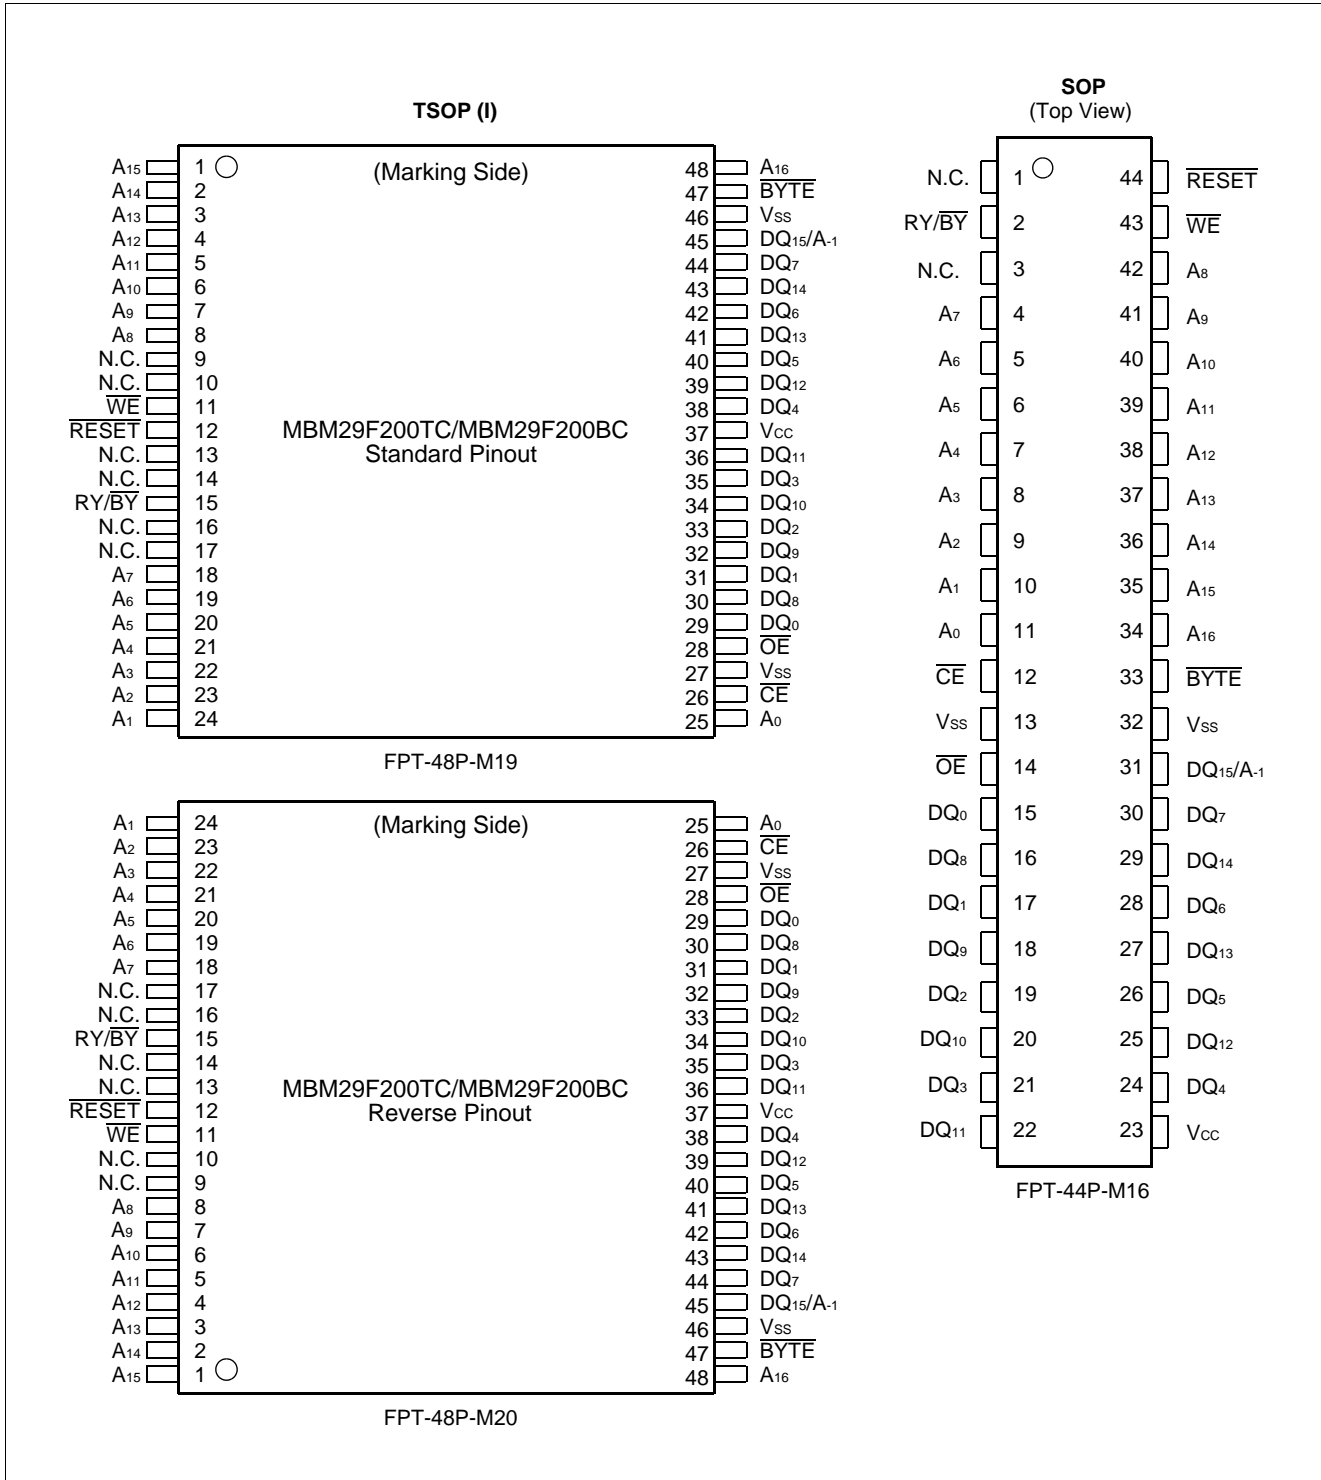 TSOP (I)
(Marking Side)
A15 1 48 A16
A14 2 47 BYTE
A13 3 46 VSS
A12 4 45 DQ15/A-1
A11 5 44 DQ7
A10 6 43 DQ14
A9 7 42 DQ6
A8 8 41 DQ13
N.C. 9 40 DQ5
N.C. 10 39 DQ12
WE 11 38 DQ4
RESET 12 37 VCC
N.C. 13 36 DQ11
N.C. 14 35 DQ3
RY/BY 15 34 DQ10
N.C. 16 33 DQ2
N.C. 17 32 DQ9
A7 18 31 DQ1
A6 19 30 DQ8
A5 20 29 DQ0
A4 21 28 OE
A3 22 27 VSS
A2 23 26 CE
A1 24 25 A0
MBM29F200TC/MBM29F200BC
Standard Pinout
FPT-48P-M19
(Marking Side)
A1 24 25 A0
A2 23 26 CE
A3 22 27 VSS
A4 21 28 OE
A5 20 29 DQ0
A6 19 30 DQ8
A7 18 31 DQ1
N.C. 17 32 DQ9
N.C. 16 33 DQ2
RY/BY 15 34 DQ10
N.C. 14 35 DQ3
N.C. 13 36 DQ11
RESET 12 37 VCC
WE 11 38 DQ4
N.C. 10 39 DQ12
N.C. 9 40 DQ5
A8 8 41 DQ13
A9 7 42 DQ6
A10 6 43 DQ14
A11 5 44 DQ7
A12 4 45 DQ15/A-1
A13 3 46 VSS
A14 2 47 BYTE
A15 1 48 A16
MBM29F200TC/MBM29F200BC
Reverse Pinout
FPT-48P-M20
SOP
(Top View)
N.C. 1 44 RESET
RY/BY 2 43 WE
N.C. 3 42 A8
A7 4 41 A9
A6 5 40 A10
A5 6 39 A11
A4 7 38 A12
A3 8 37 A13
A2 9 36 A14
A1 10 35 A15
A0 11 34 A16
CE 12 33 BYTE
VSS 13 32 VSS
OE 14 31 DQ15/A-1
DQ0 15 30 DQ7
DQ8 16 29 DQ14
DQ1 17 28 DQ6
DQ9 18 27 DQ13
DQ2 19 26 DQ5
DQ10 20 25 DQ12
DQ3 21 24 DQ4
DQ11 22 23 VCC
FPT-44P-M16